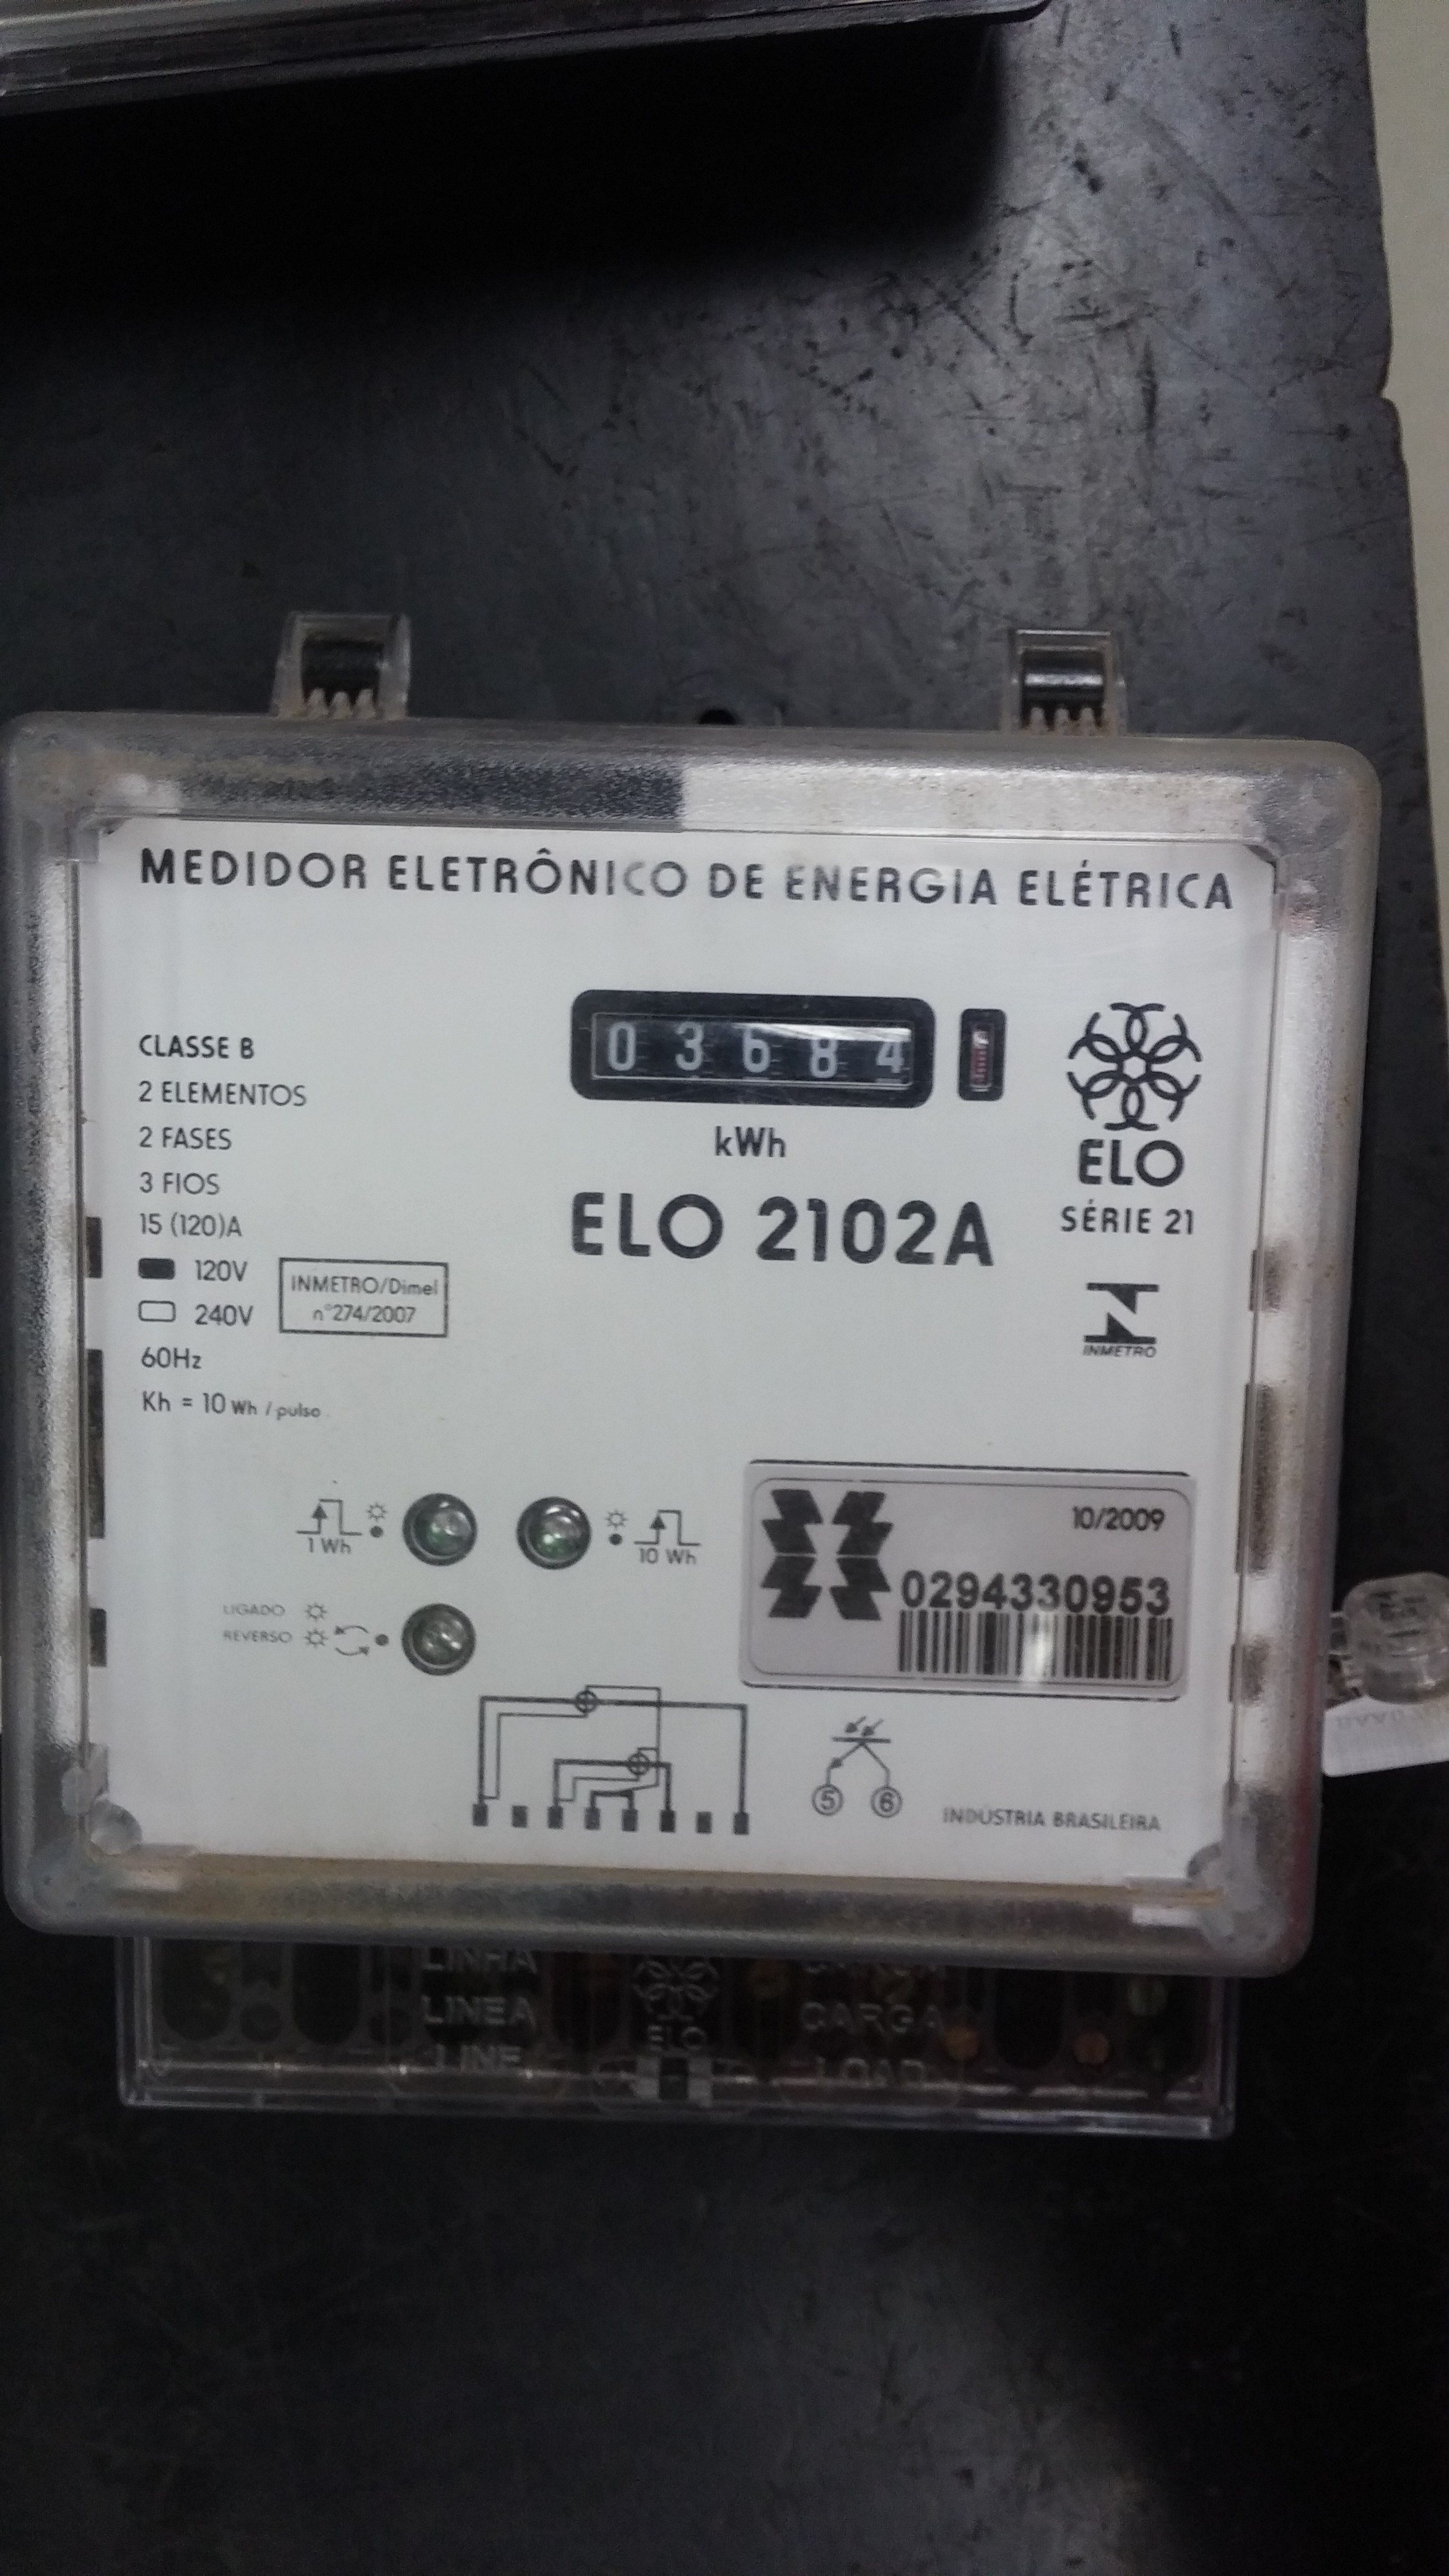 MEDIDOR ELETRÔNICO DE ENERGIA ELÉTRICA
03684
kWh
ELO 2102A
ELO
SÉRIE 21
INMETRO
CLASSE B
2 ELEMENTOS
2 FASES
3 FIOS
15 (120)A
120V
240V
INMETRO/Dimel
n°274/2007
60Hz
Kh = 10 Wh / pulso
1 Wh
10 Wh
LIGADO
REVERSO
10/2009
0294330953
5 6
INDÚSTRIA BRASILEIRA
LINHA
LINEA
LINE
ELO
CARGA
LOAD